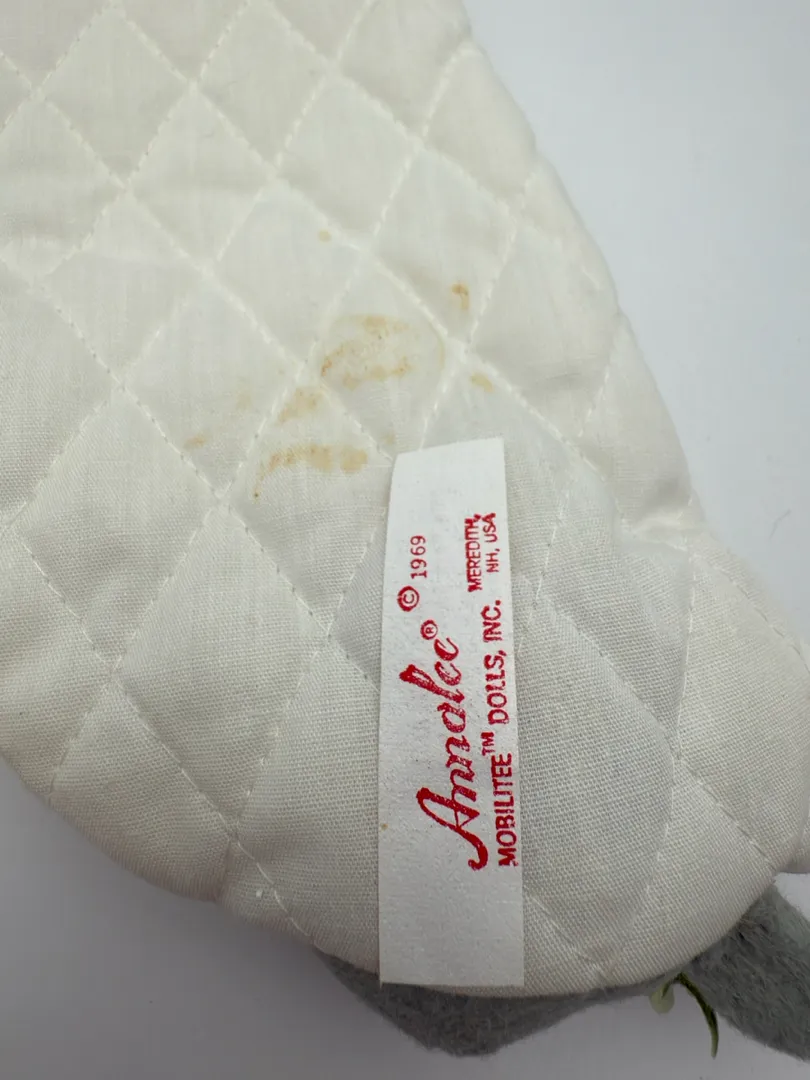 Annalee® © 1969
MOBILITEE™ DOLLS, INC. MEREDITH,
NH, USA